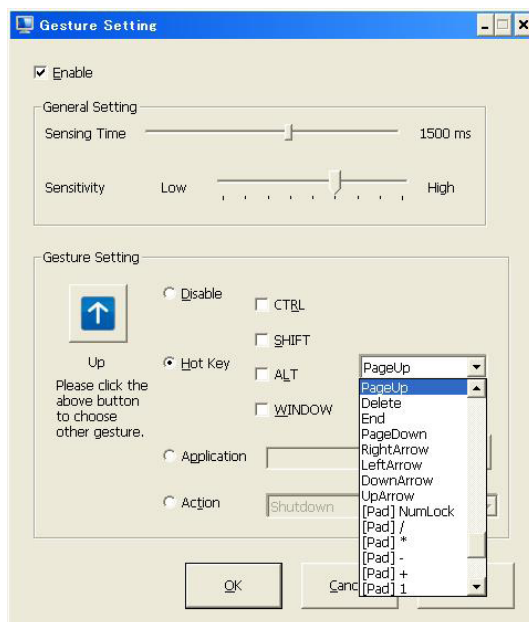 Gesture Setting
Enable
General Setting
Sensing Time
1500 ms
Sensitivity
Low
High
Gesture Setting
Up
Please click the
above button
to choose
other gesture.
Disable
Hot Key
CTRL
SHIFT
ALT
WINDOW
PageUp
PageUp
Delete
End
PageDown
RightArrow
LeftArrow
DownArrow
UpArrow
[Pad] NumLock
[Pad] /
[Pad] *
[Pad] -
[Pad] +
[Pad] 1
Application
Action
Shutdown
OK
Canc